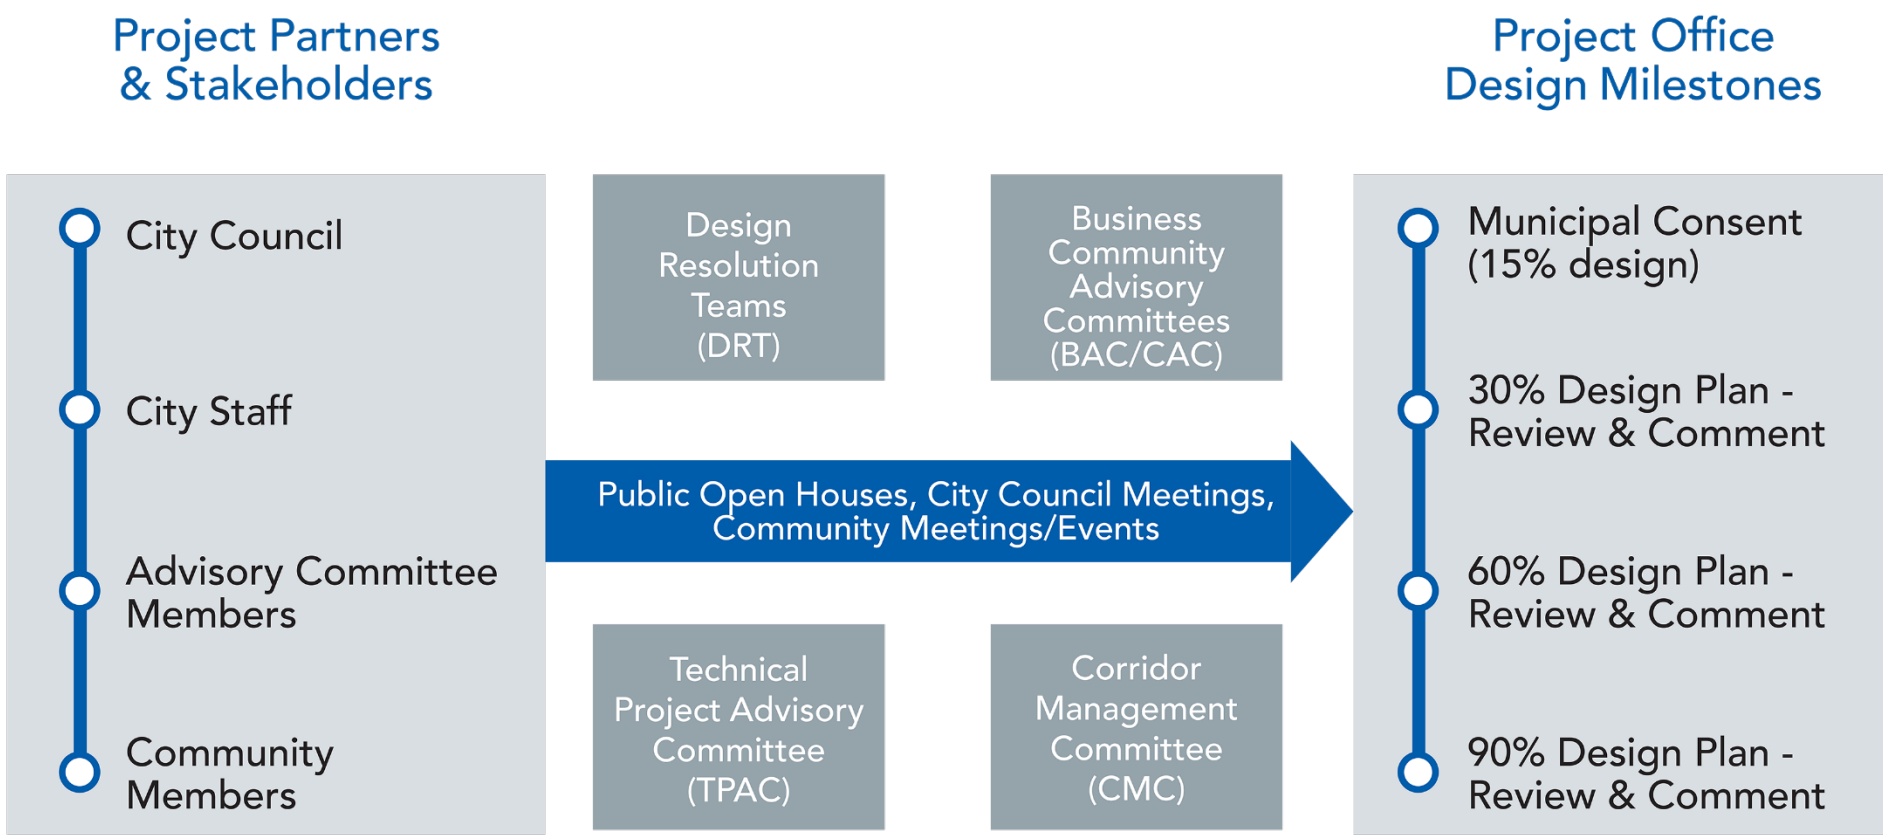 Project Partners
& Stakeholders
Project Office
Design Milestones
City Council
City Staff
Advisory Committee
Members
Community
Members
Design
Resolution
Teams
(DRT)
Business
Community
Advisory
Committees
(BAC/CAC)
Public Open Houses, City Council Meetings,
Community Meetings/Events
Technical
Project Advisory
Committee
(TPAC)
Corridor
Management
Committee
(CMC)
Municipal Consent
(15% design)
30% Design Plan -
Review & Comment
60% Design Plan -
Review & Comment
90% Design Plan -
Review & Comment